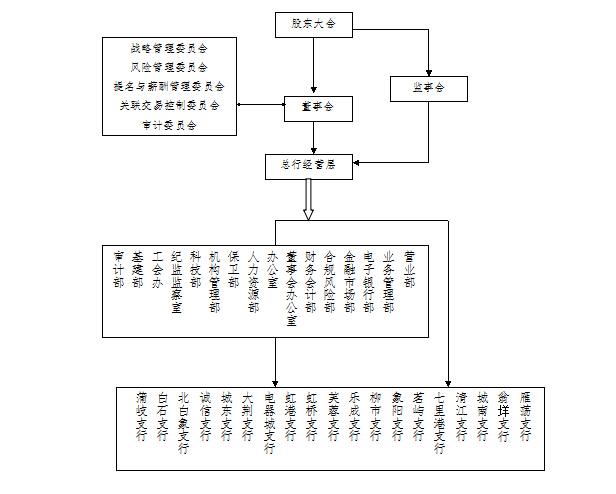 股东大会
战略管理委员会
风险管理委员会
提名与薪酬管理委员会
关联交易控制委员会
审计委员会
监事会
董事会
总行经营层
审计部
基建部
工会办
纪监监察室
科技部
机构管理部
保卫部
人力资源部
办公室
董事会办公室
财务会计部
合规风险部
金融市场部
电子银行部
业务管理部
营业部
蒲岐支行
白石支行
北白象支行
诚信支行
城东支行
大荆支行
电器城支行
虹港支行
虹桥支行
芙蓉支行
乐成支行
柳市支行
象阳支行
茗屿支行
七里港支行
清江支行
城南支行
翁垟支行
雁荡支行